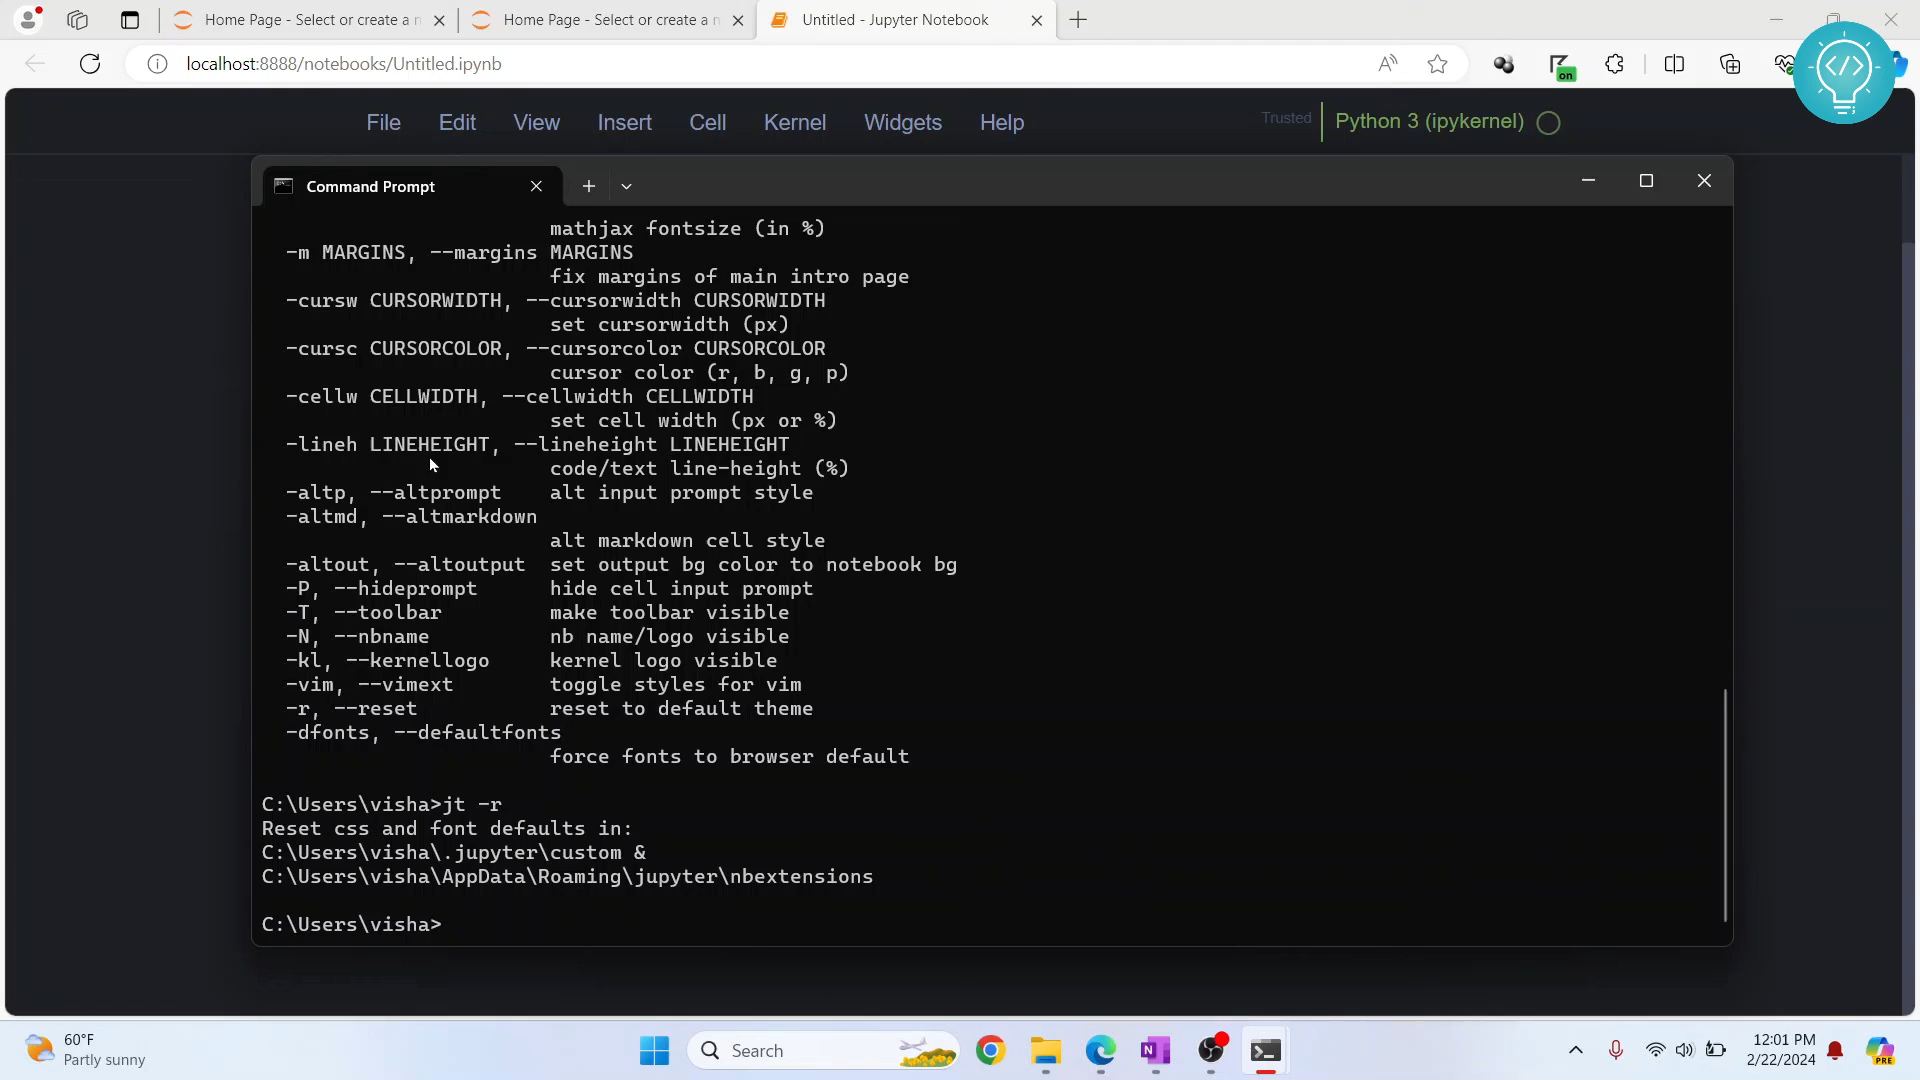 Home Page - Select or create a n
Home Page - Select or create a n
Untitled - Jupyter Notebook
localhost:8888/notebooks/Untitled.ipynb
on
File Edit View Insert Cell Kernel Widgets Help
Trusted
Python 3 (ipykernel)
Command Prompt
mathjax fontsize (in %)
-m MARGINS, --margins MARGINS
fix margins of main intro page
-cursw CURSORWIDTH, --cursorwidth CURSORWIDTH
set cursorwidth (px)
-cursc CURSORCOLOR, --cursorcolor CURSORCOLOR
cursor color (r, b, g, p)
-cellw CELLWIDTH, --cellwidth CELLWIDTH
set cell width (px or %)
-lineh LINEHEIGHT, --lineheight LINEHEIGHT
code/text line-height (%)
-altp, --altprompt alt input prompt style
-altmd, --altmarkdown
alt markdown cell style
-altout, --altoutput set output bg color to notebook bg
-P, --hideprompt hide cell input prompt
-T, --toolbar make toolbar visible
-N, --nbname nb name/logo visible
-kl, --kernellogo kernel logo visible
-vim, --vimext toggle styles for vim
-r, --reset reset to default theme
-dfonts, --defaultfonts
force fonts to browser default
C:\Users\visha>jt -r
Reset css and font defaults in:
C:\Users\visha\.jupyter\custom &
C:\Users\visha\AppData\Roaming\jupyter\nbextensions
C:\Users\visha>
60°F
Partly sunny
Search
12:01 PM
2/22/2024
PRE